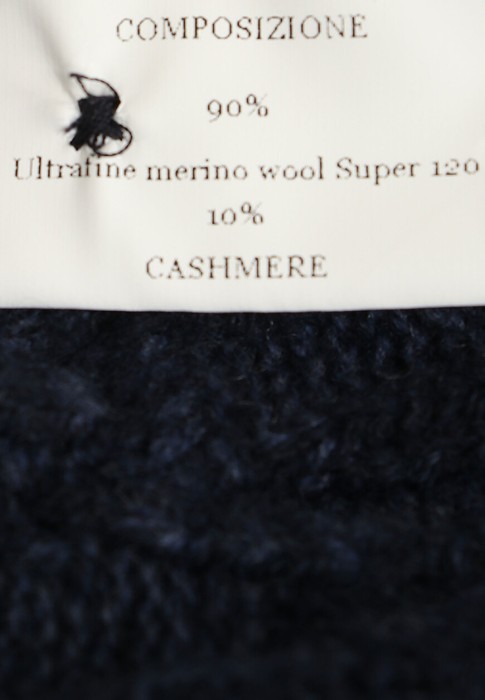 COMPOSIZIONE
90%
Ultrafine merino wool Super 120
10%
CASHMERE